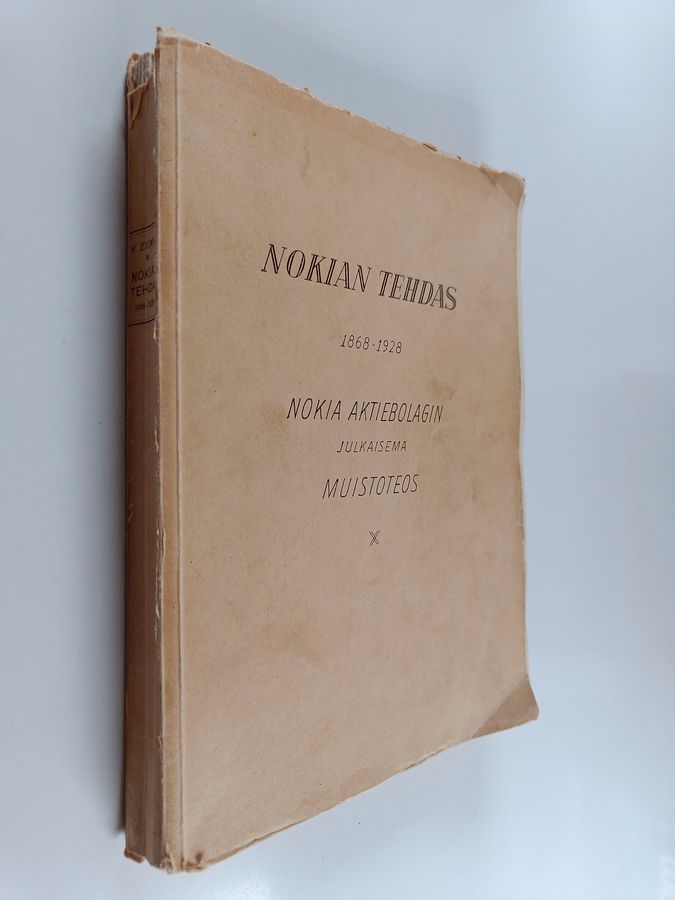 NOKIAN TEHDAS
1868-1928
NOKIA AKTIEBOLAGIN
JULKAISEMA
MUISTOTEOS
K.
NOKIA
TEHDA